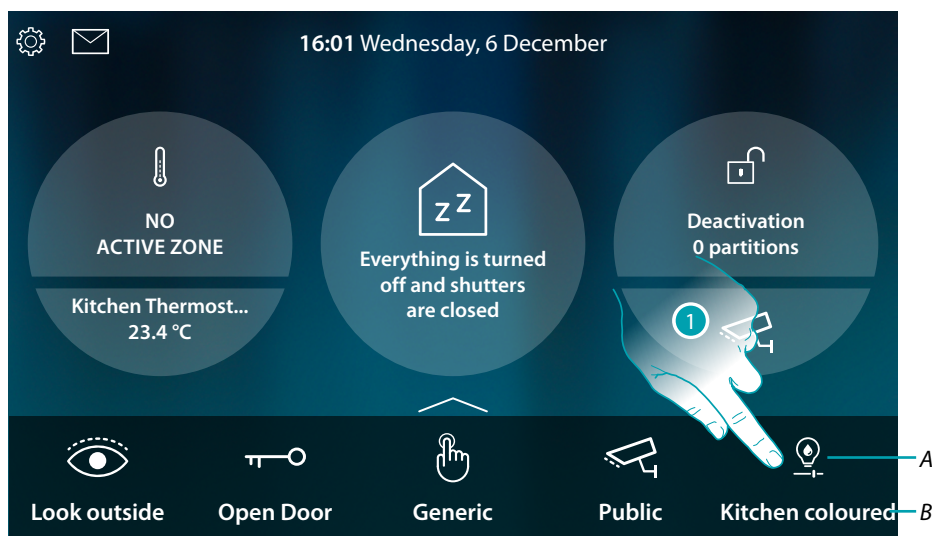 16:01 Wednesday, 6 December
NO
ACTIVE ZONE
Kitchen Thermost...
23.4 °C
z Z
Everything is turned
off and shutters
are closed
Deactivation
0 partitions
1
A
Look outside
Open Door
Generic
Public
Kitchen coloured
B